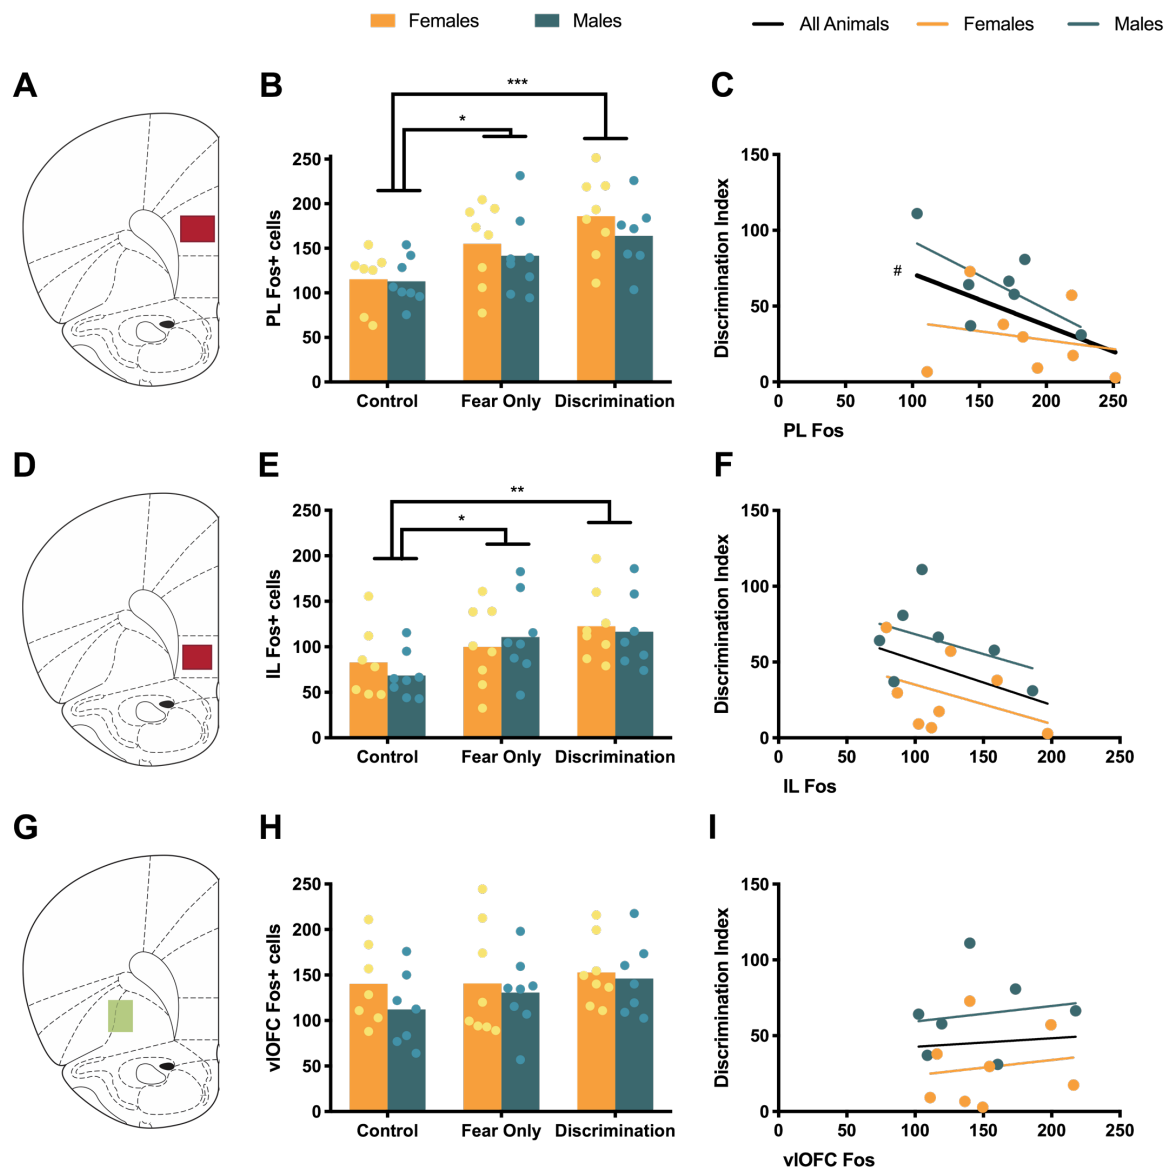 Females Males All Animals Females Males
A B C
***
*
PL Fos+ cells
250
200
150
100
50
0
Control Fear Only Discrimination
Discrimination Index
150
100
50
0
#
0 50 100 150 200 250
PL Fos
D E F
**
*
IL Fos+ cells
250
200
150
100
50
0
Control Fear Only Discrimination
Discrimination Index
150
100
50
0
0 50 100 150 200 250
IL Fos
G H I
vlOFC Fos+ cells
250
200
150
100
50
0
Control Fear Only Discrimination
Discrimination Index
150
100
50
0
0 50 100 150 200 250
vlOFC Fos